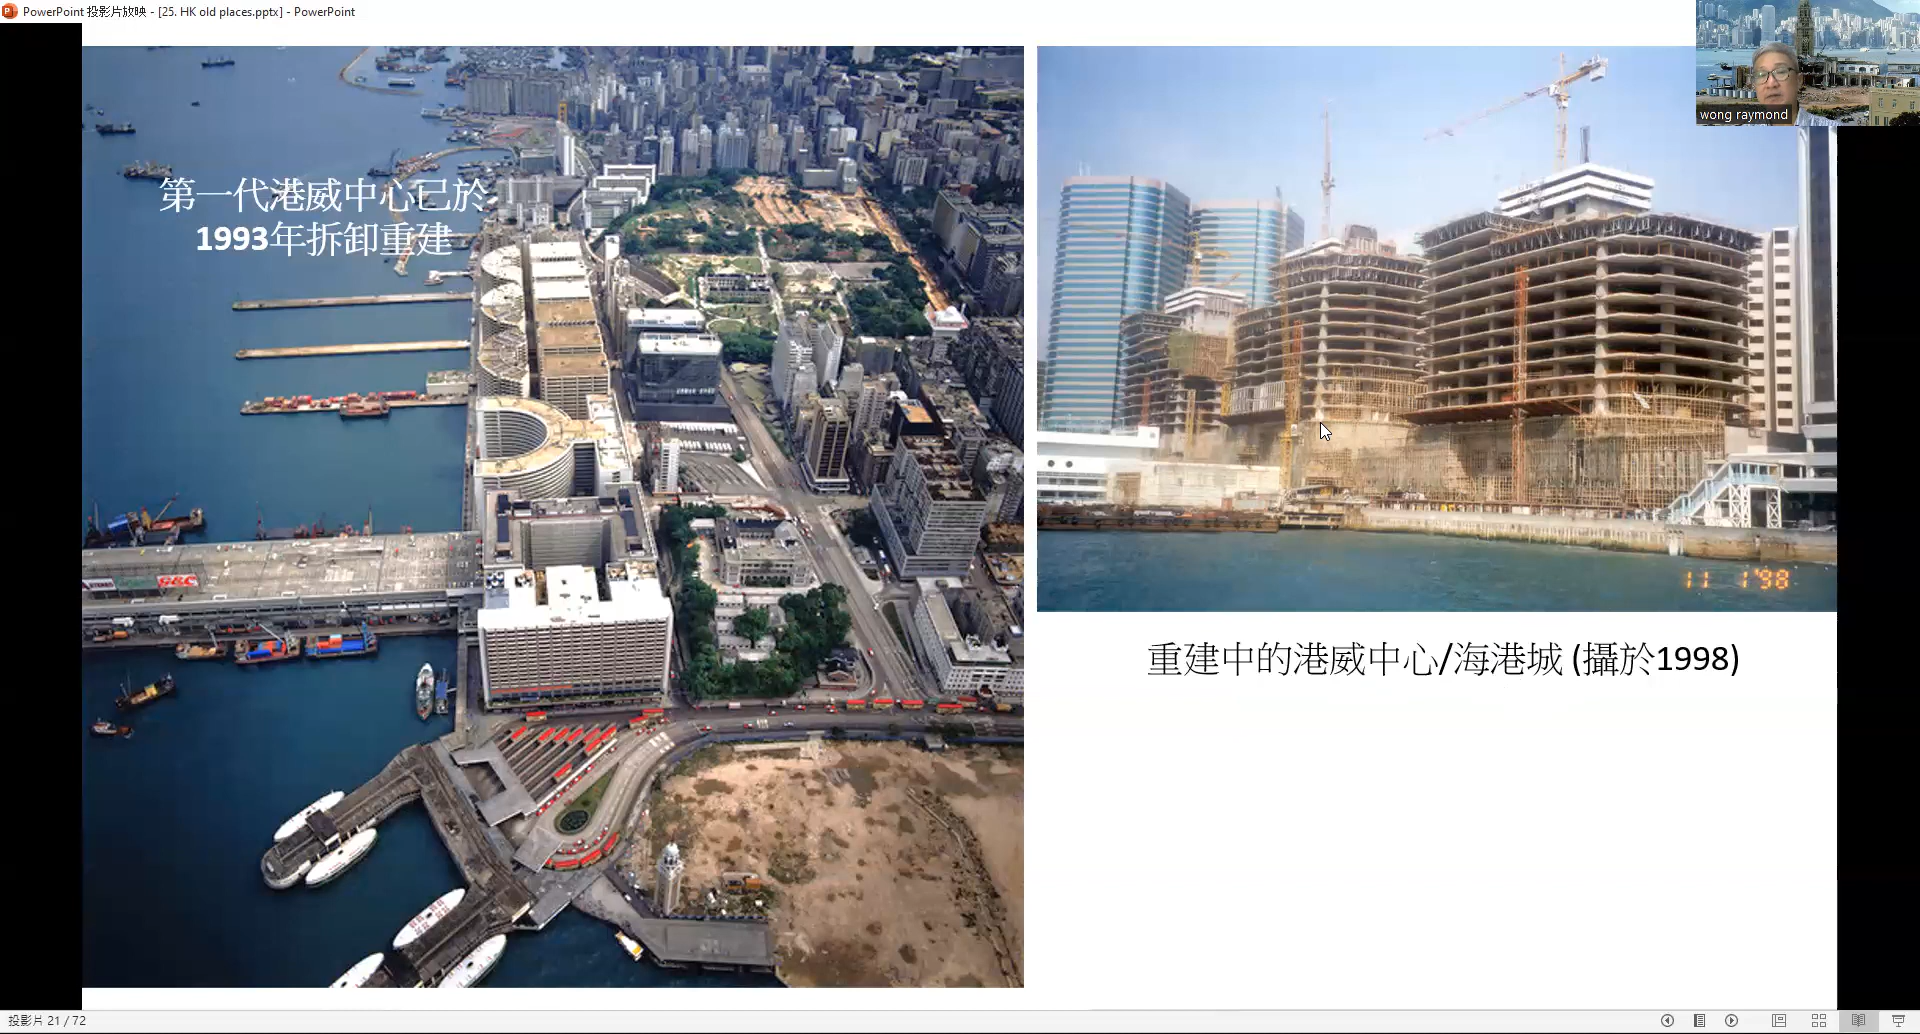 PowerPoint 投影片放映 - [25. HK old places.pptx] - PowerPoint
wong raymond
第一代港威中心已於
1993年拆卸重建
11 1'98
重建中的港威中心/海港城 (攝於1998)
投影片 21 / 72